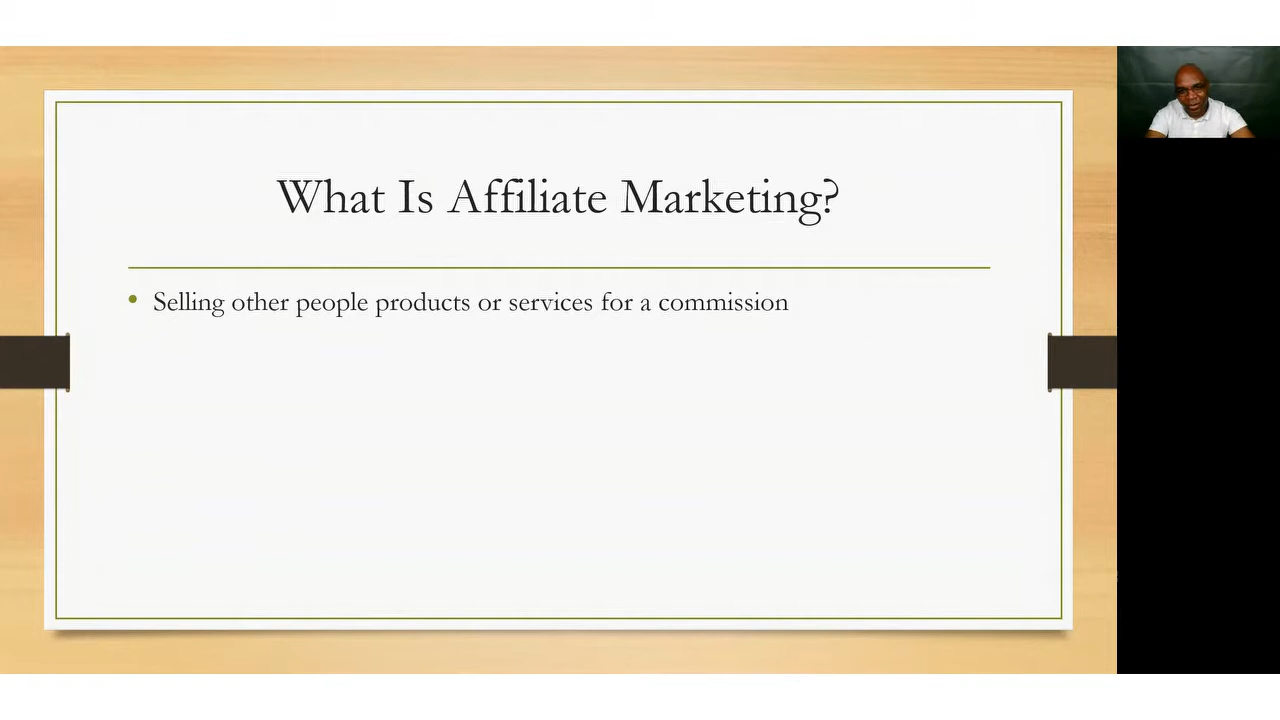 What Is Affiliate Marketing?
• Selling other people products or services for a commission